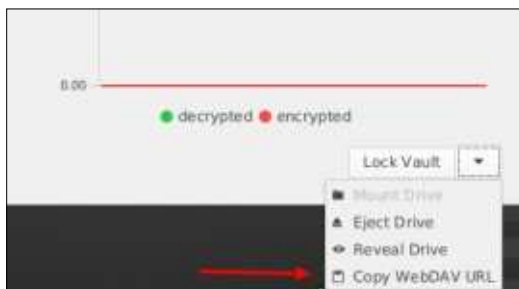 0.00
decrypted encrypted
Lock Vault
Mount Drive
Eject Drive
Reveal Drive
Copy WebDAV URL